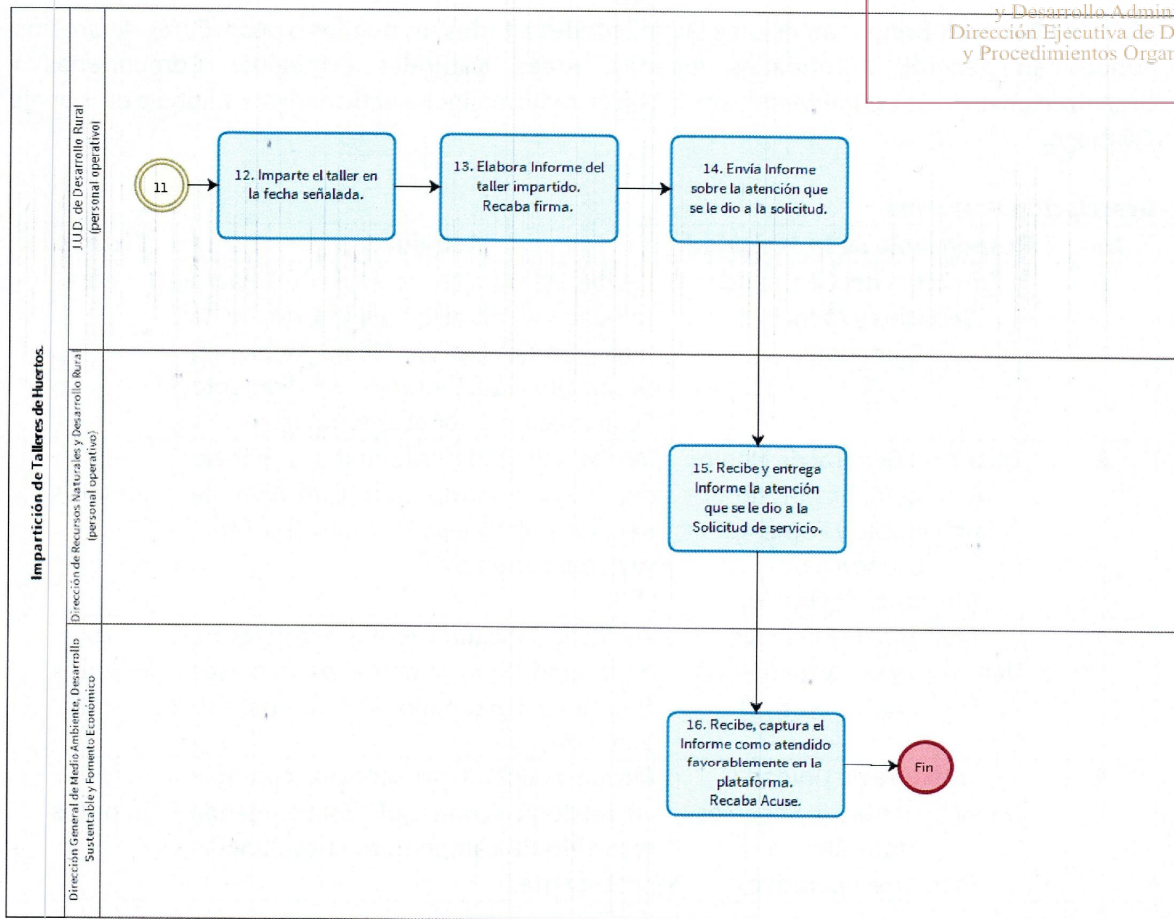 y Desarrollo Admin
Dirección Ejecutiva de D
y Procedimientos Organ
Impartición de Talleres de Huertos.
J.U.D. de Desarrollo Rural
(personal operativo)
11
12. Imparte el taller en
la fecha señalada.
13. Elabora Informe del
taller impartido.
Recaba firma.
14. Envía Informe
sobre la atención que
se le dio a la solicitud.
Dirección de Recursos Naturales y Desarrollo Rural
(personal operativo)
15. Recibe y entrega
Informe la atención
que se le dio a la
Solicitud de servicio.
Dirección General de Medio Ambiente, Desarrollo
Sustentable y Fomento Económico
16. Recibe, captura el
Informe como atendido
favorablemente en la
plataforma.
Recaba Acuse.
Fin